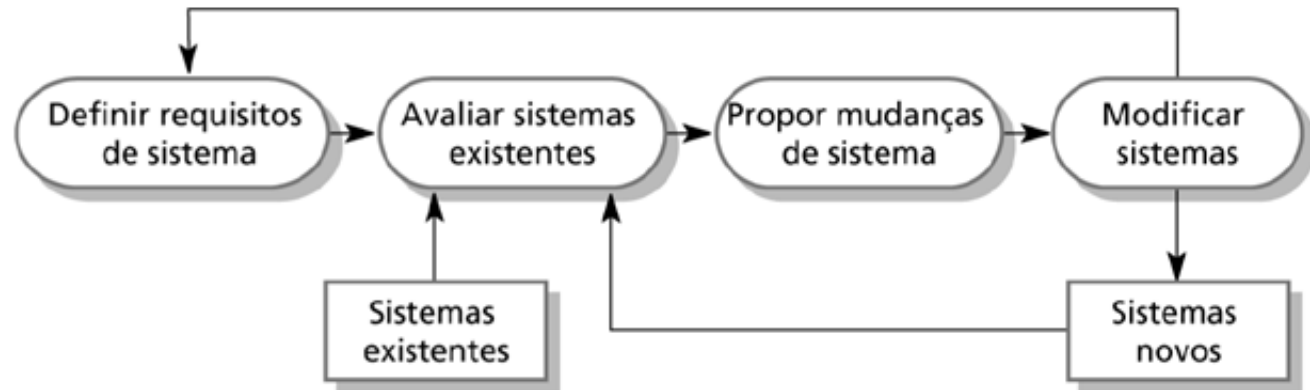 Definir requisitos
de sistema
Avaliar sistemas
existentes
Propor mudanças
de sistema
Modificar
sistemas
Sistemas
existentes
Sistemas
novos